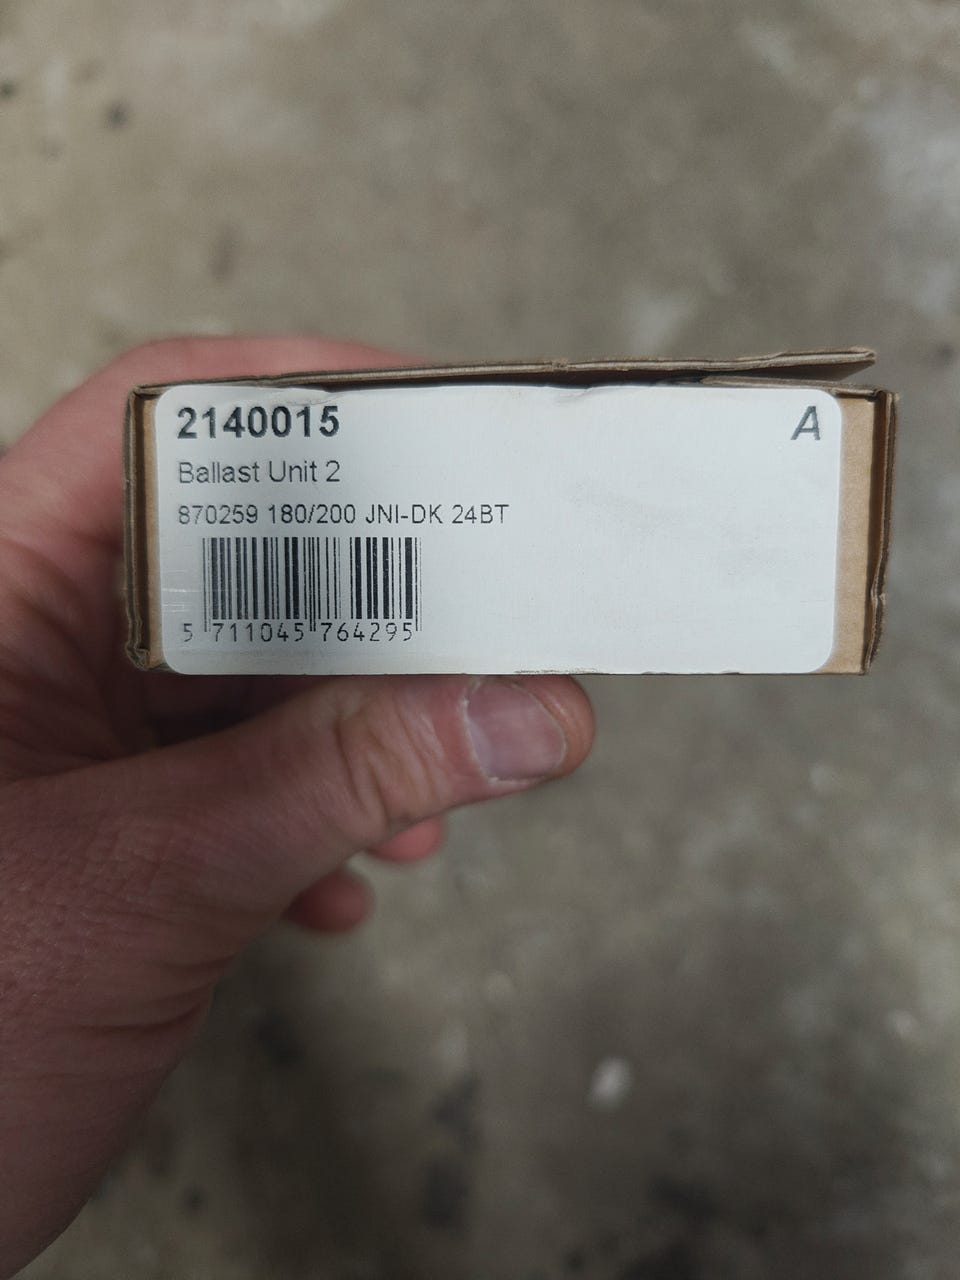 2140015 A
Ballast Unit 2
870259 180/200 JNI-DK 24BT
5 711045 764295